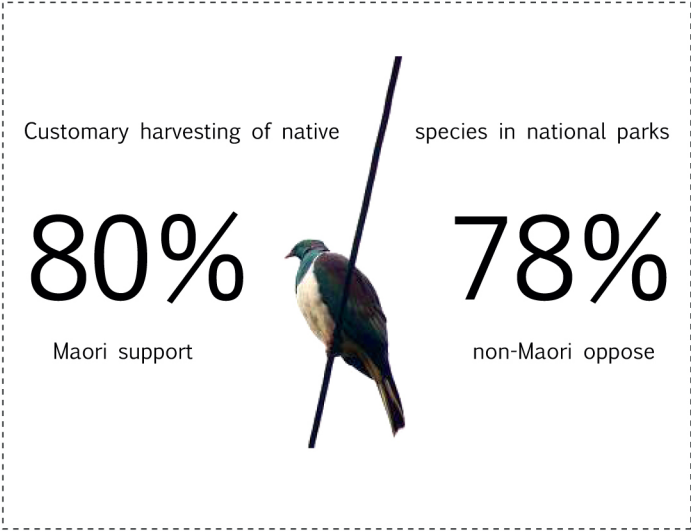 Customary harvesting of native species in national parks
80% 78%
Maori support non-Maori oppose